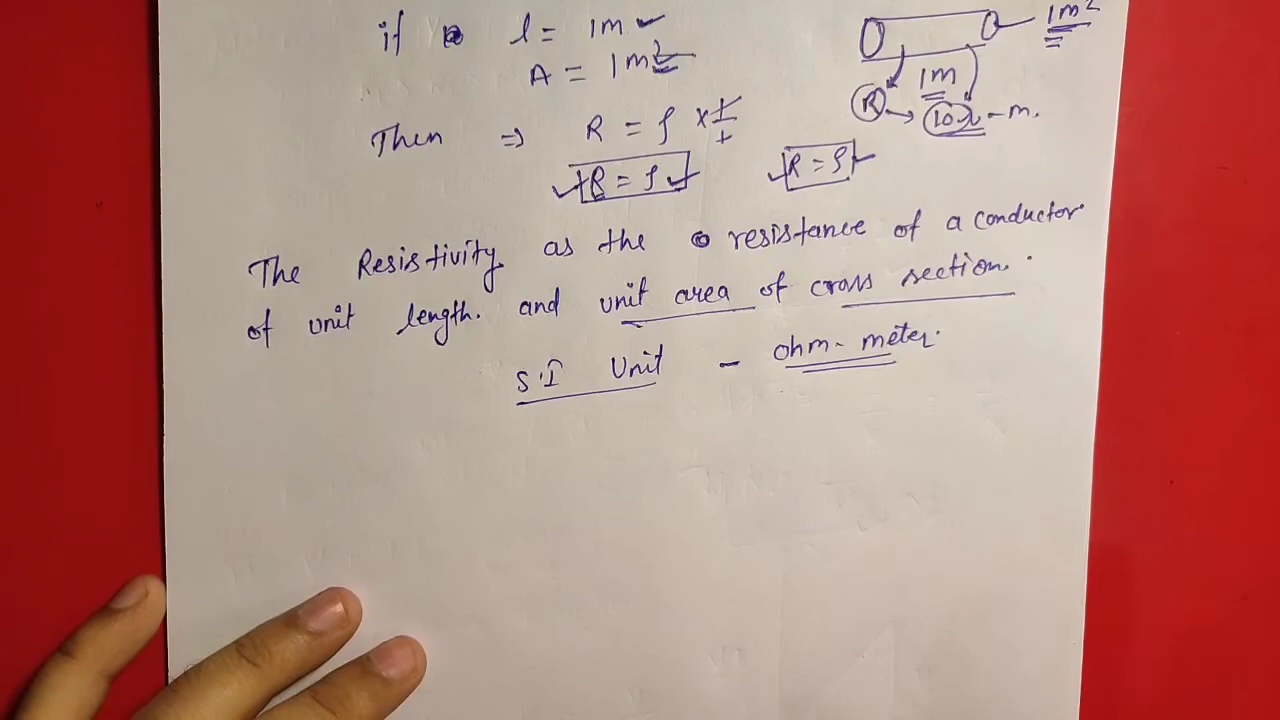 if l = 1m
A = 1m²
1m²
1m
R → 10Ω - m.
Then ⇒ R = ρ × 1/1
R = ρ
R = ρ
The Resistivity as the resistance of a conductor
of unit length. and unit area of cross section.
S.I Unit - ohm-meter.